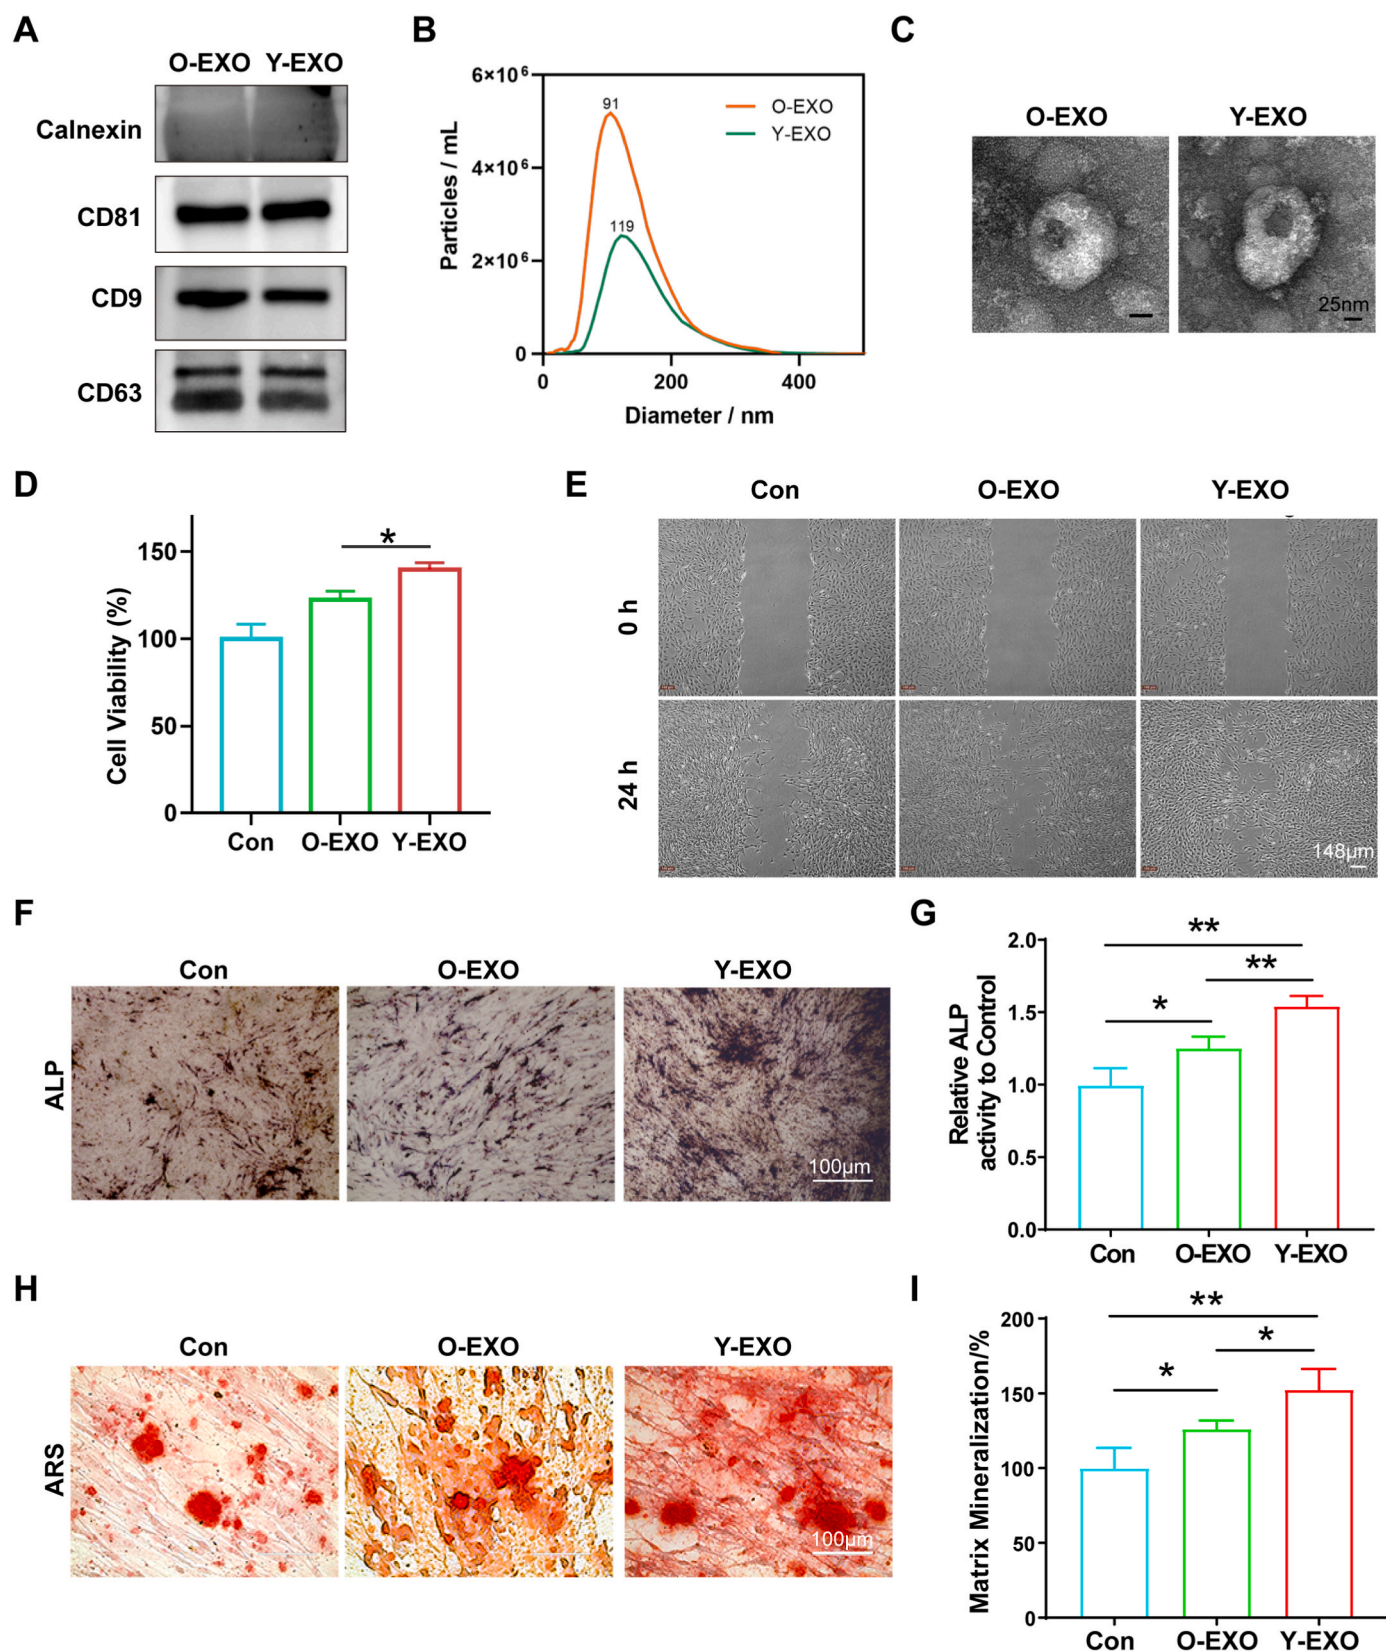 A
O-EXO Y-EXO
Calnexin
CD81
CD9
CD63
B
6×10⁶
4×10⁶
2×10⁶
0
0 200 400
Particles / mL
Diameter / nm
91
119
O-EXO
Y-EXO
C
O-EXO Y-EXO
25nm
D
Cell Viability (%)
150
100
50
0
*
Con O-EXO Y-EXO
E
Con O-EXO Y-EXO
0 h
24 h
148μm
F
Con O-EXO Y-EXO
ALP
100μm
G
Relative ALP
activity to Control
2.0
1.5
1.0
0.5
0.0
**
**
*
Con O-EXO Y-EXO
H
Con O-EXO Y-EXO
ARS
100μm
I
Matrix Mineralization/%
200
150
100
50
0
**
*
*
Con O-EXO Y-EXO